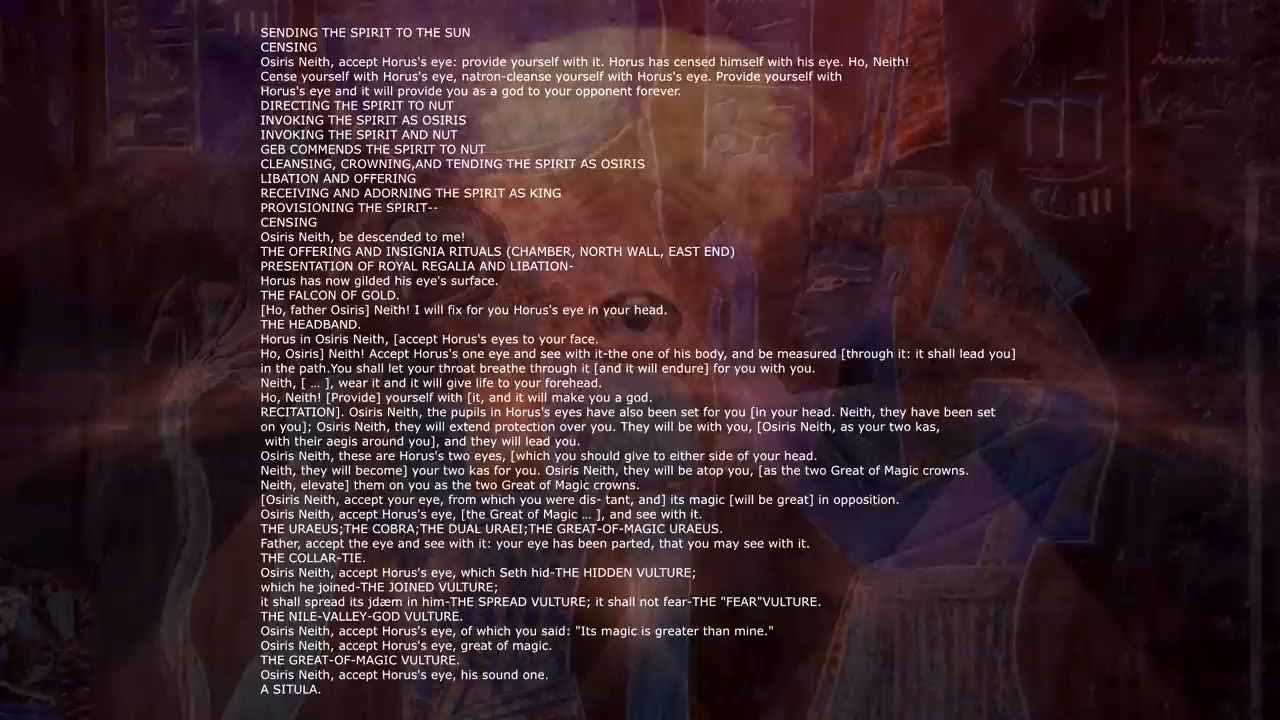 SENDING THE SPIRIT TO THE SUN
CENSING
Osiris Neith, accept Horus's eye: provide yourself with it. Horus has censed himself with his eye. Ho, Neith!
Cense yourself with Horus's eye, natron-cleanse yourself with Horus's eye. Provide yourself with
Horus's eye and it will provide you as a god to your opponent forever.
DIRECTING THE SPIRIT TO NUT
INVOKING THE SPIRIT AS OSIRIS
INVOKING THE SPIRIT AND NUT
GEB COMMENDS THE SPIRIT TO NUT
CLEANSING, CROWNING,AND TENDING THE SPIRIT AS OSIRIS
LIBATION AND OFFERING
RECEIVING AND ADORNING THE SPIRIT AS KING
PROVISIONING THE SPIRIT--
CENSING
Osiris Neith, be descended to me!
THE OFFERING AND INSIGNIA RITUALS (CHAMBER, NORTH WALL, EAST END)
PRESENTATION OF ROYAL REGALIA AND LIBATION-
Horus has now gilded his eye's surface.
THE FALCON OF GOLD.
[Ho, father Osiris] Neith! I will fix for you Horus's eye in your head.
THE HEADBAND.
Horus in Osiris Neith, [accept Horus's eyes to your face.
Ho, Osiris] Neith! Accept Horus's one eye and see with it-the one of his body, and be measured [through it: it shall lead you]
in the path.You shall let your throat breathe through it [and it will endure] for you with you.
Neith, [ ... ], wear it and it will give life to your forehead.
Ho, Neith! [Provide] yourself with [it, and it will make you a god.
RECITATION]. Osiris Neith, the pupils in Horus's eyes have also been set for you [in your head. Neith, they have been set
on you]; Osiris Neith, they will extend protection over you. They will be with you, [Osiris Neith, as your two kas,
with their aegis around you], and they will lead you.
Osiris Neith, these are Horus's two eyes, [which you should give to either side of your head.
Neith, they will become] your two kas for you. Osiris Neith, they will be atop you, [as the two Great of Magic crowns.
Neith, elevate] them on you as the two Great of Magic crowns.
[Osiris Neith, accept your eye, from which you were dis- tant, and] its magic [will be great] in opposition.
Osiris Neith, accept Horus's eye, [the Great of Magic ... ], and see with it.
THE URAEUS;THE COBRA;THE DUAL URAEI;THE GREAT-OF-MAGIC URAEUS.
Father, accept the eye and see with it: your eye has been parted, that you may see with it.
THE COLLAR-TIE.
Osiris Neith, accept Horus's eye, which Seth hid-THE HIDDEN VULTURE;
which he joined-THE JOINED VULTURE;
it shall spread its jdæm in him-THE SPREAD VULTURE; it shall not fear-THE "FEAR"VULTURE.
THE NILE-VALLEY-GOD VULTURE.
Osiris Neith, accept Horus's eye, of which you said: "Its magic is greater than mine."
Osiris Neith, accept Horus's eye, great of magic.
THE GREAT-OF-MAGIC VULTURE.
Osiris Neith, accept Horus's eye, his sound one.
A SITULA.